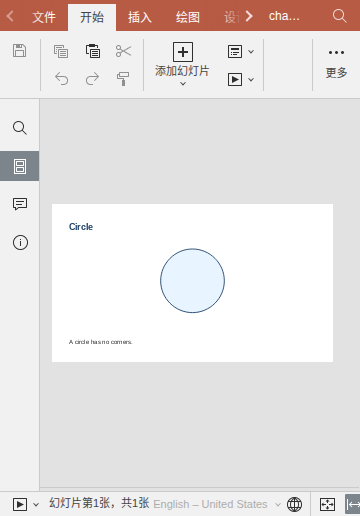 文件 开始 插入 绘图 设 cha...
添加幻灯片
更多
Circle
A circle has no corners.
幻灯片第1张，共1张 English – United States